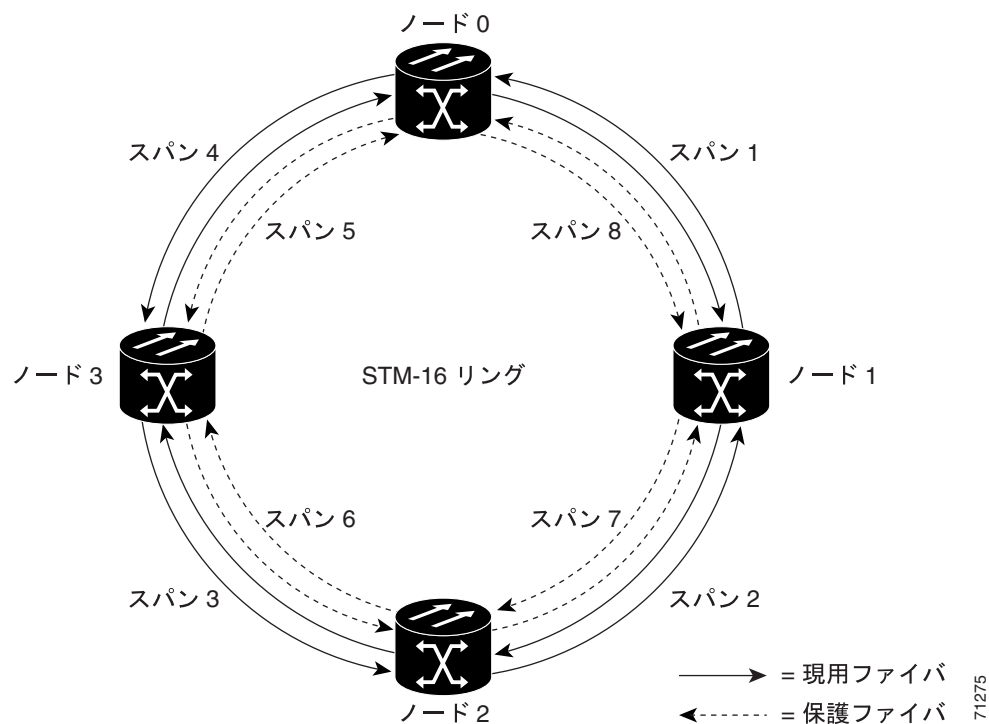 ノード 0
スパン 4
スパン 1
スパン 5
スパン 8
ノード 3
STM-16 リング
ノード 1
スパン 6
スパン 7
スパン 3
スパン 2
ノード 2
= 現用ファイバ
= 保護ファイバ
71275